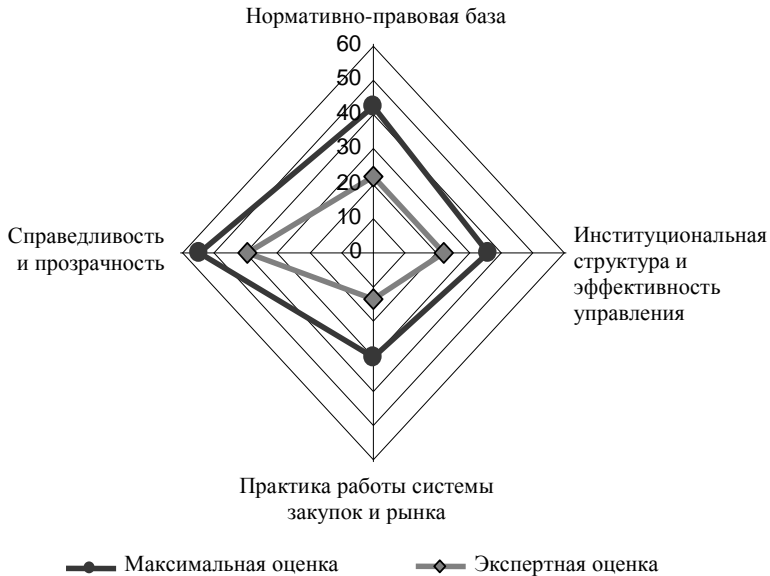 Нормативно-правовая база
60
50
40
30
20
10
0
Справедливость
и прозрачность
Институциональная
структура и
эффективность
управления
Практика работы системы
закупок и рынка
Максимальная оценка
Экспертная оценка